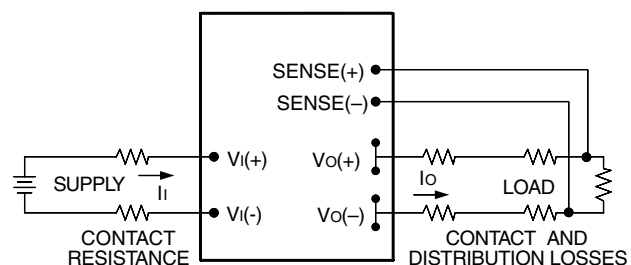 SENSE(+)
SENSE(–)
VI(+)
VO(+)
SUPPLY
II
IO
LOAD
VI(-)
VO(–)
CONTACT
RESISTANCE
CONTACT AND
DISTRIBUTION LOSSES